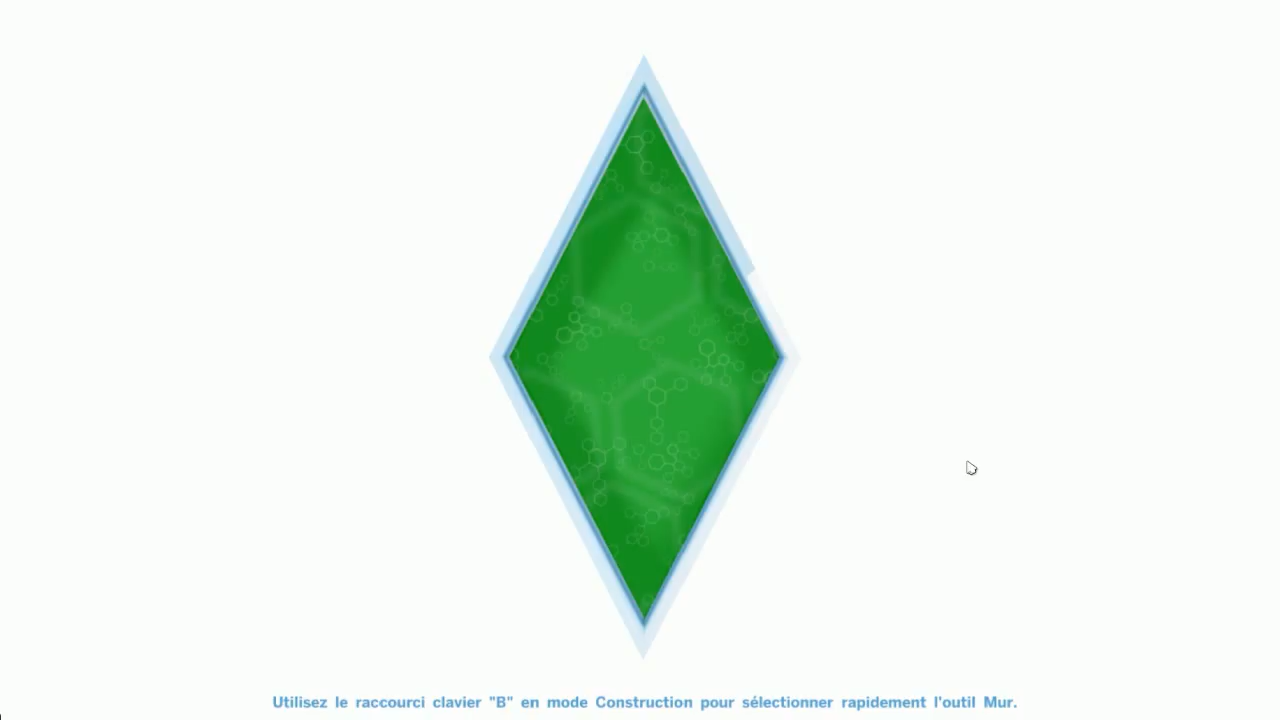 Utilisez le raccourci clavier "B" en mode Construction pour sélectionner rapidement l'outil Mur.